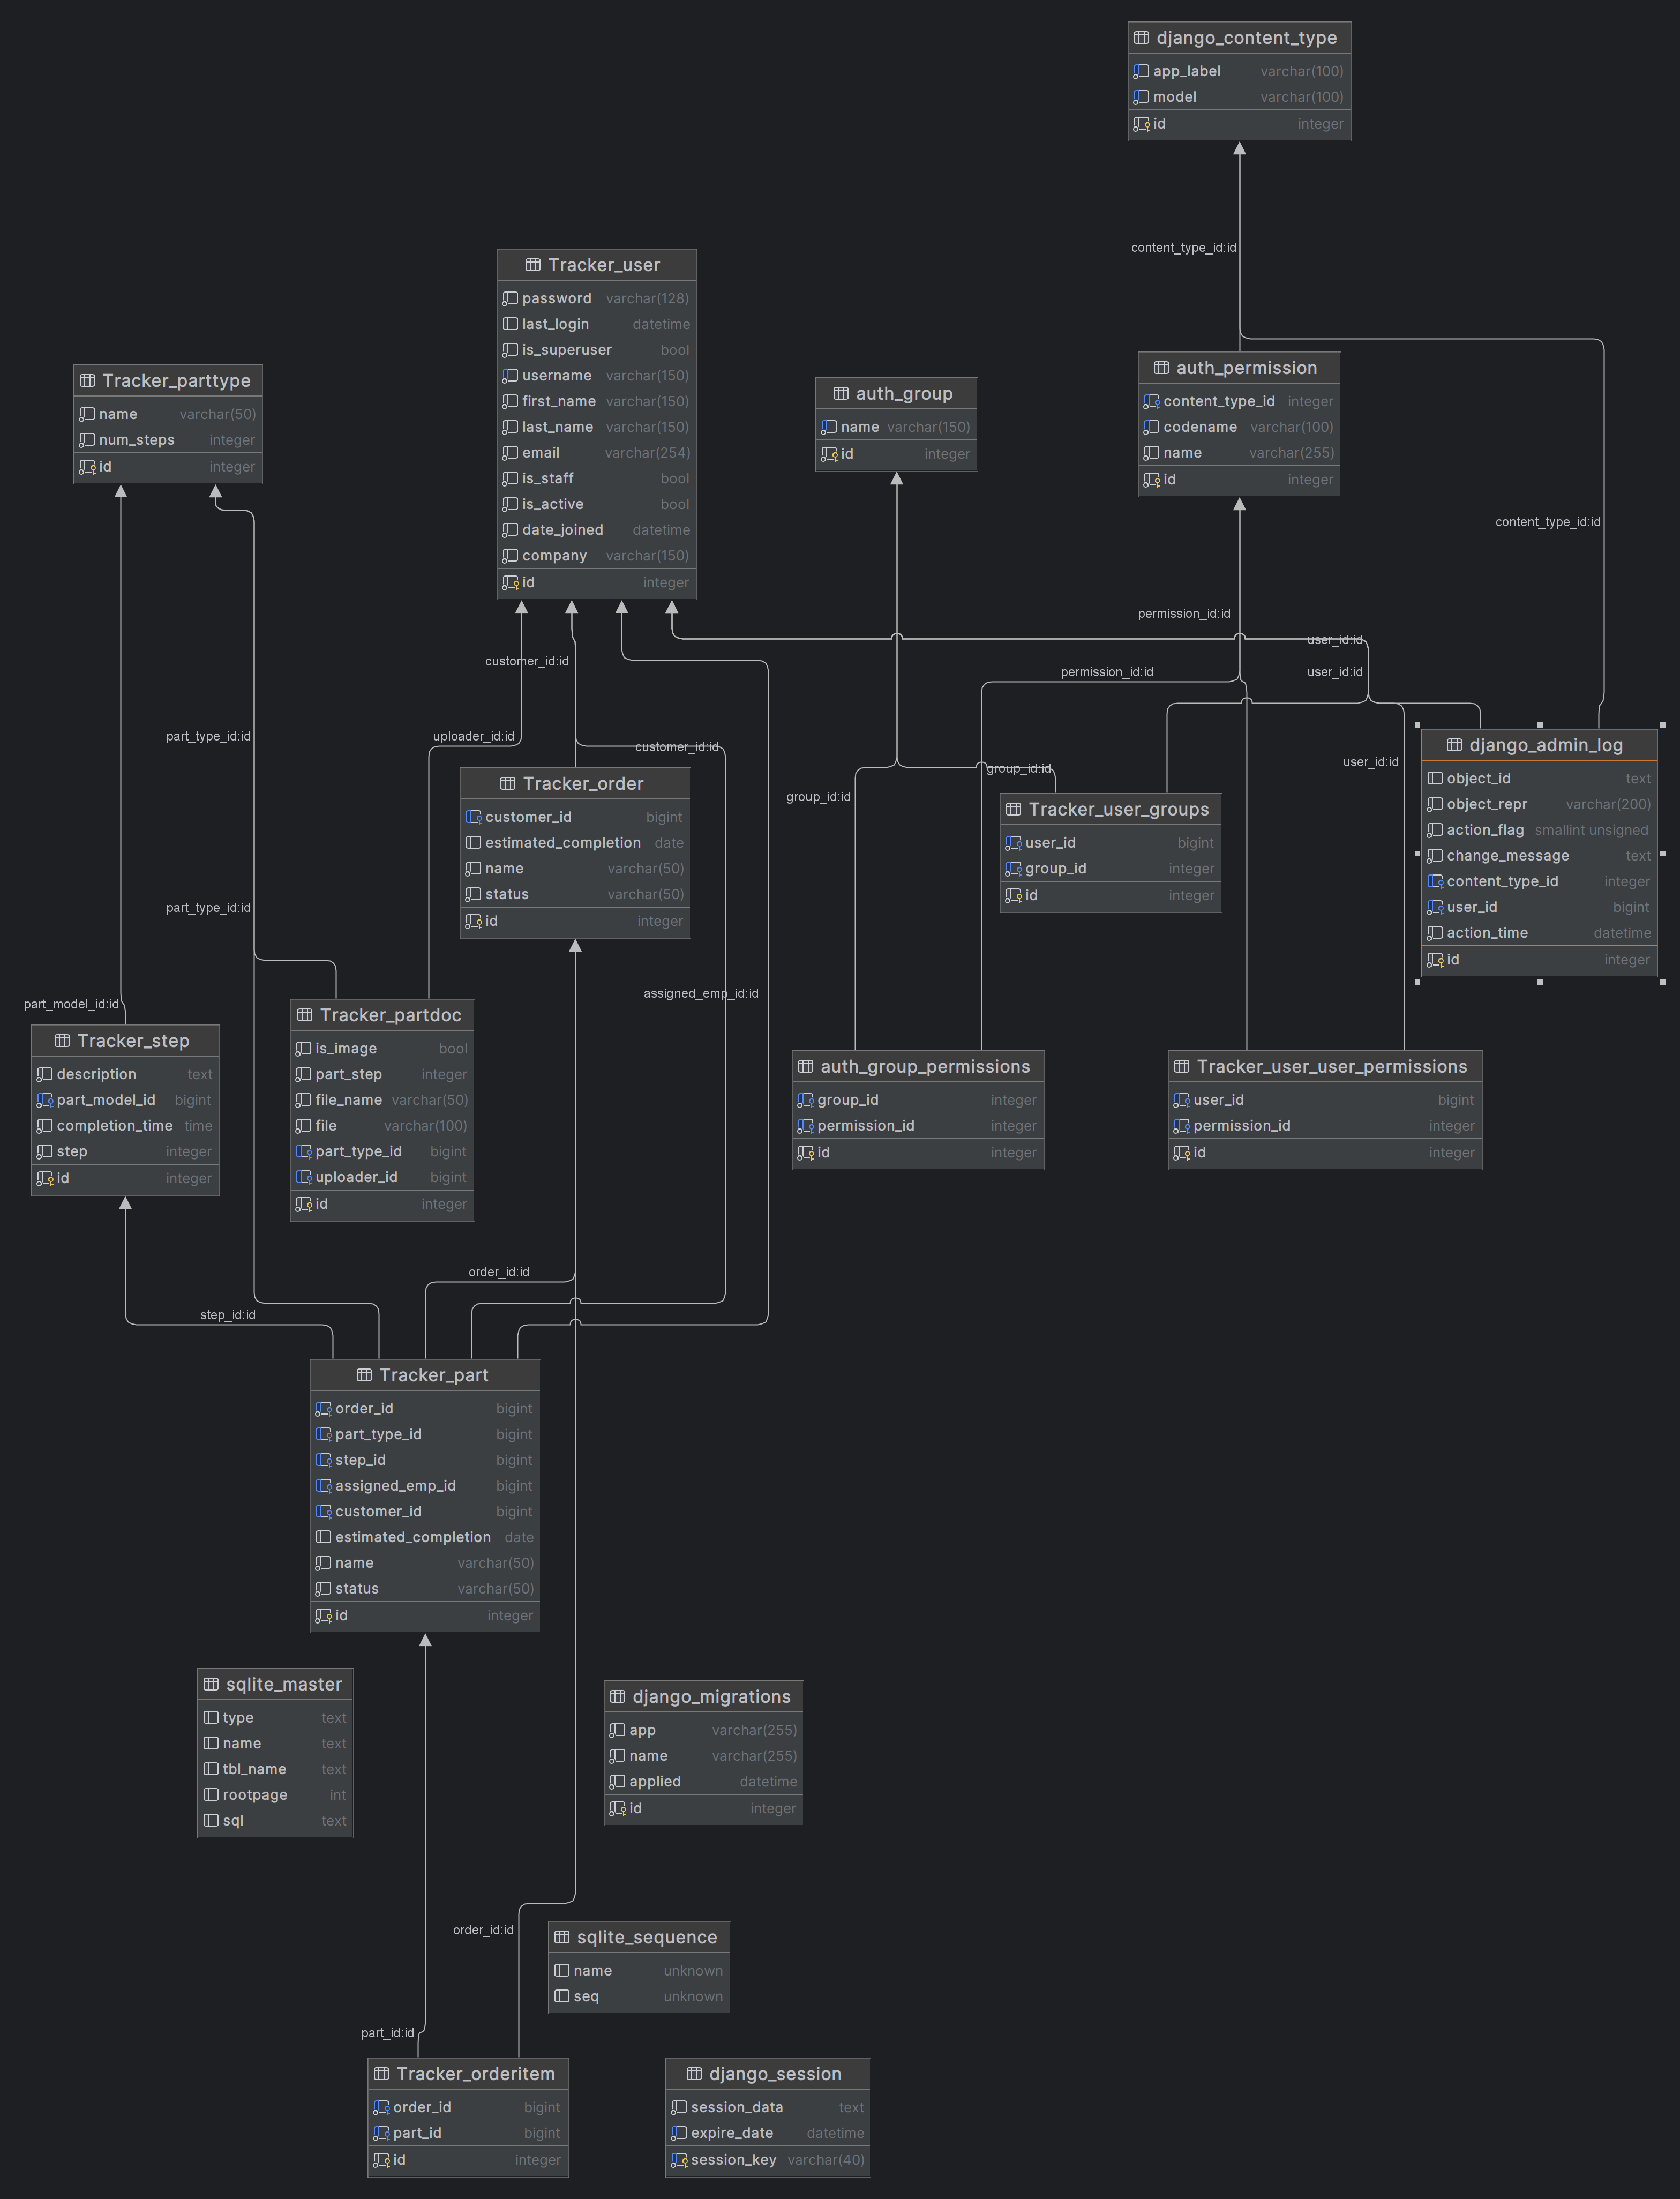 django_content_type
app_label varchar(100)
model varchar(100)
id integer
content_type_id:id
Tracker_user
password varchar(128)
last_login datetime
is_superuser bool
username varchar(150)
first_name varchar(150)
last_name varchar(150)
email varchar(254)
is_staff bool
is_active bool
date_joined datetime
company varchar(150)
id integer
Tracker_parttype
name varchar(50)
num_steps integer
id integer
auth_group
name varchar(150)
id integer
auth_permission
content_type_id integer
codename varchar(100)
name varchar(255)
id integer
content_type_id:id
permission_id:id
user_id:id
customer_id:id
permission_id:id
user_id:id
part_type_id:id
uploader_id:id
customer_id:id
user_id:id
group_id:id
group_id:id
Tracker_order
customer_id bigint
estimated_completion date
name varchar(50)
status varchar(50)
id integer
Tracker_user_groups
user_id bigint
group_id integer
id integer
django_admin_log
object_id text
object_repr varchar(200)
action_flag smallint unsigned
change_message text
content_type_id integer
user_id bigint
action_time datetime
id integer
part_type_id:id
part_model_id:id
assigned_emp_id:id
Tracker_step
description text
part_model_id bigint
completion_time time
step integer
id integer
Tracker_partdoc
is_image bool
part_step integer
file_name varchar(50)
file varchar(100)
part_type_id bigint
uploader_id bigint
id integer
auth_group_permissions
group_id integer
permission_id integer
id integer
Tracker_user_user_permissions
user_id bigint
permission_id integer
id integer
order_id:id
step_id:id
Tracker_part
order_id bigint
part_type_id bigint
step_id bigint
assigned_emp_id bigint
customer_id bigint
estimated_completion date
name varchar(50)
status varchar(50)
id integer
sqlite_master
type text
name text
tbl_name text
rootpage int
sql text
django_migrations
app varchar(255)
name varchar(255)
applied datetime
id integer
order_id:id
sqlite_sequence
name unknown
seq unknown
part_id:id
Tracker_orderitem
order_id bigint
part_id bigint
id integer
django_session
session_data text
expire_date datetime
session_key varchar(40)